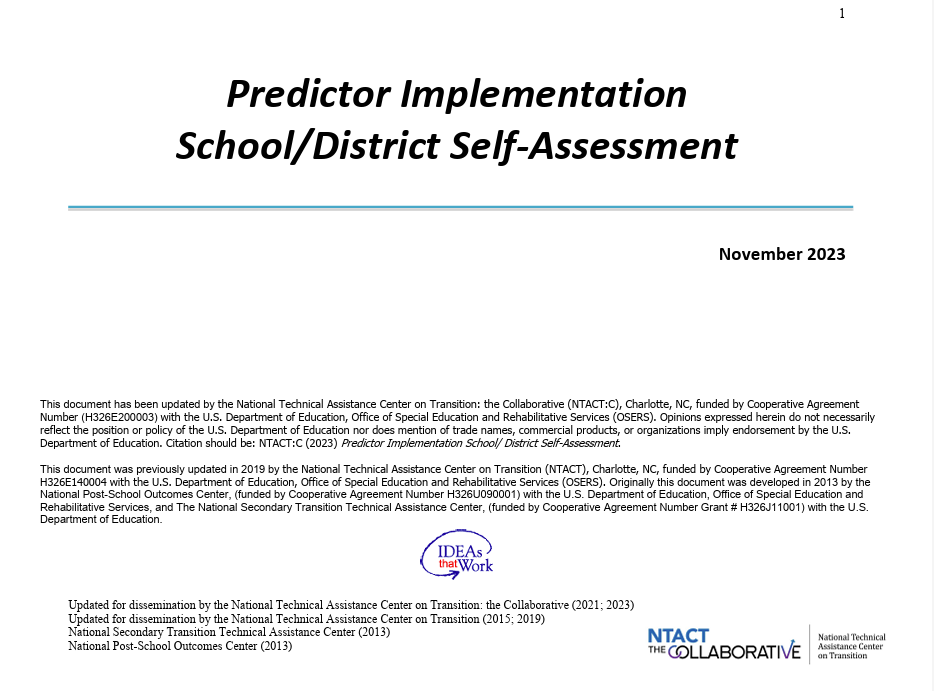 1
Predictor Implementation
School/District Self-Assessment
November 2023
This document has been updated by the National Technical Assistance Center on Transition: the Collaborative (NTACT:C), Charlotte, NC, funded by Cooperative Agreement
Number (H326E200003) with the U.S. Department of Education, Office of Special Education and Rehabilitative Services (OSERS). Opinions expressed herein do not necessarily
reflect the position or policy of the U.S. Department of Education nor does mention of trade names, commercial products, or organizations imply endorsement by the U.S.
Department of Education. Citation should be: NTACT:C (2023) Predictor Implementation School/ District Self-Assessment.
This document was previously updated in 2019 by the National Technical Assistance Center on Transition (NTACT), Charlotte, NC, funded by Cooperative Agreement Number
H326E140004 with the U.S. Department of Education, Office of Special Education and Rehabilitative Services (OSERS). Originally this document was developed in 2013 by the
National Post-School Outcomes Center, (funded by Cooperative Agreement Number H326U090001) with the U.S. Department of Education, Office of Special Education and
Rehabilitative Services, and The National Secondary Transition Technical Assistance Center, (funded by Cooperative Agreement Number Grant # H326J11001) with the U.S.
Department of Education.
IDEAs
that Work
Updated for dissemination by the National Technical Assistance Center on Transition: the Collaborative (2021; 2023)
Updated for dissemination by the National Technical Assistance Center on Transition (2015; 2019)
National Secondary Transition Technical Assistance Center (2013)
National Post-School Outcomes Center (2013)
NTACT
THE COLLABORATIVE
National Technical
Assistance Center
on Transition